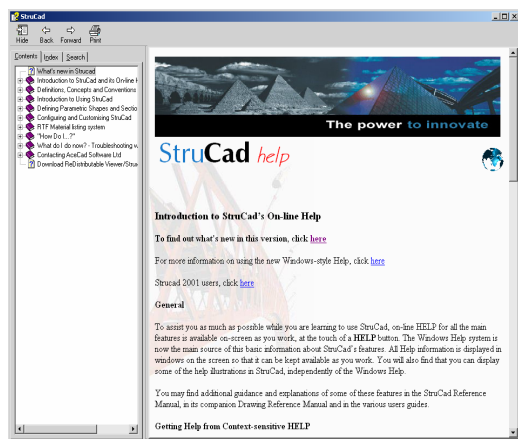 StruCad
Hide Back Forward Print
Contents Index Search
What's new in Strucad
Introduction to StruCad and its On-line H
Definitions, Concepts and Conventions
Introduction to Using StruCad
Defining Parametric Shapes and Sectio
Configuring and Customising StruCad
RTF Material listing system
"How Do I...?"
What do I do now? - Troubleshooting w
Contacting AceCad Software Ltd
Download ReDistributable Viewer/Struc
The power to innovate
StruCad help
Introduction to StruCad's On-line Help
To find out what's new in this version, click here
For more information on using the new Windows-style Help, click here
Strucad 2001 users, click here
General
To assist you as much as possible while you are learning to use StruCad, on-line HELP for all the main
features is available on-screen as you work, at the touch of a HELP button. The Windows Help system is
now the main source of this basic information about StruCad's features. All Help information is displayed in
windows on the screen so that it can be kept available as you work. You will also find that you can display
some of the help illustrations in StruCad, independently of the Windows Help.
You may find additional guidance and explanations of some of these features in the StruCad Reference
Manual, in its companion Drawing Reference Manual and in the various users guides.
Getting Help from Context-sensitive HELP